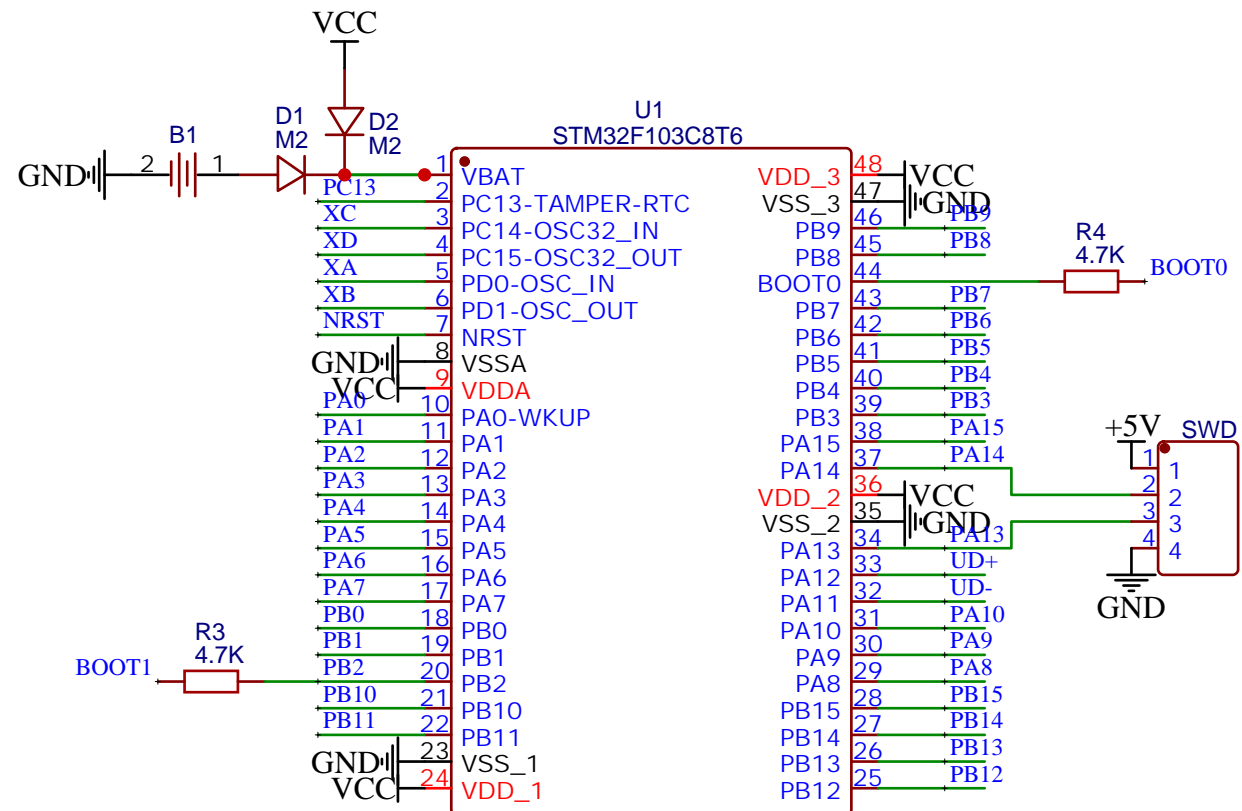 VCC
D1
M2
D2
M2
B1
GND
2
1
U1
STM32F103C8T6
1 VBAT
PC13 2 PC13-TAMPER-RTC
XC 3 PC14-OSC32_IN
XD 4 PC15-OSC32_OUT
XA 5 PD0-OSC_IN
XB 6 PD1-OSC_OUT
NRST 7 NRST
GND 8 VSSA
VCC 9 VDDA
PA0 10 PA0-WKUP
PA1 11 PA1
PA2 12 PA2
PA3 13 PA3
PA4 14 PA4
PA5 15 PA5
PA6 16 PA6
PA7 17 PA7
PB0 18 PB0
PB1 19 PB1
R3
4.7K
BOOT1
PB2 20 PB2
PB10 21 PB10
PB11 22 PB11
GND 23 VSS_1
VCC 24 VDD_1
VDD_3 48 VCC
VSS_3 47 GND
PB9 46 PB9
PB8 45 PB8
BOOT0 44
R4
4.7K
BOOT0
PB7 43 PB7
PB6 42 PB6
PB5 41 PB5
PB4 40 PB4
PB3 39 PB3
PA15 38 PA15
PA14 37 PA14
VDD_2 36 VCC
VSS_2 35 GND
PA13 34 PA13
PA12 33 UD+
PA11 32 UD-
PA10 31 PA10
PA9 30 PA9
PA8 29 PA8
PB15 28 PB15
PB14 27 PB14
PB13 26 PB13
PB12 25 PB12
+5V
SWD
1 1
2 2
3 3
4 4
GND